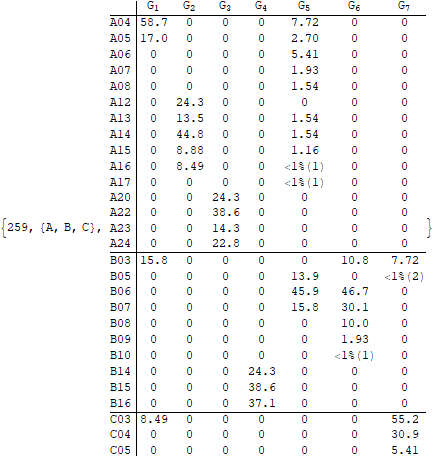 G1 G2 G3 G4 G5 G6 G7
A04 58.7 0 0 0 7.72 0 0
A05 17.0 0 0 0 2.70 0 0
A06 0 0 0 0 5.41 0 0
A07 0 0 0 0 1.93 0 0
A08 0 0 0 0 1.54 0 0
A12 0 24.3 0 0 0 0 0
A13 0 13.5 0 0 1.54 0 0
A14 0 44.8 0 0 1.54 0 0
A15 0 8.88 0 0 1.16 0 0
A16 0 8.49 0 0 <1%(1) 0 0
A17 0 0 0 0 <1%(1) 0 0
A20 0 0 24.3 0 0 0 0
A22 0 0 38.6 0 0 0 0
{259, {A, B, C}, A23 0 0 14.3 0 0 0 0 }
A24 0 0 22.8 0 0 0 0
B03 15.8 0 0 0 0 10.8 7.72
B05 0 0 0 0 13.9 0 <1%(2)
B06 0 0 0 0 45.9 46.7 0
B07 0 0 0 0 15.8 30.1 0
B08 0 0 0 0 0 10.0 0
B09 0 0 0 0 0 1.93 0
B10 0 0 0 0 0 <1%(1) 0
B14 0 0 0 24.3 0 0 0
B15 0 0 0 38.6 0 0 0
B16 0 0 0 37.1 0 0 0
C03 8.49 0 0 0 0 0 55.2
C04 0 0 0 0 0 0 30.9
C05 0 0 0 0 0 0 5.41